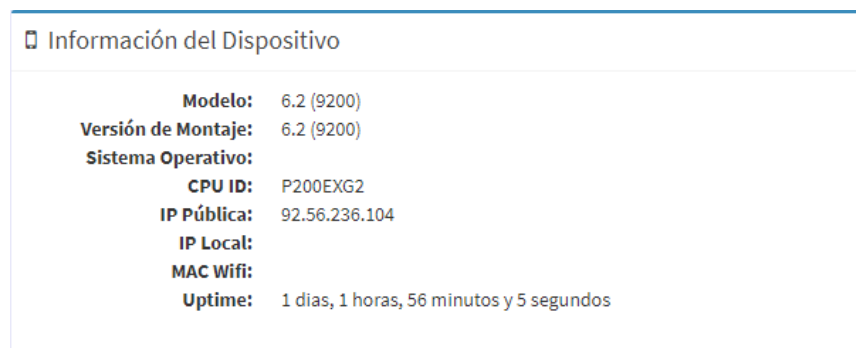 Información del Dispositivo
Modelo: 6.2 (9200)
Versión de Montaje: 6.2 (9200)
Sistema Operativo:
CPU ID: P200EXG2
IP Pública: 92.56.236.104
IP Local:
MAC Wifi:
Uptime: 1 dias, 1 horas, 56 minutos y 5 segundos